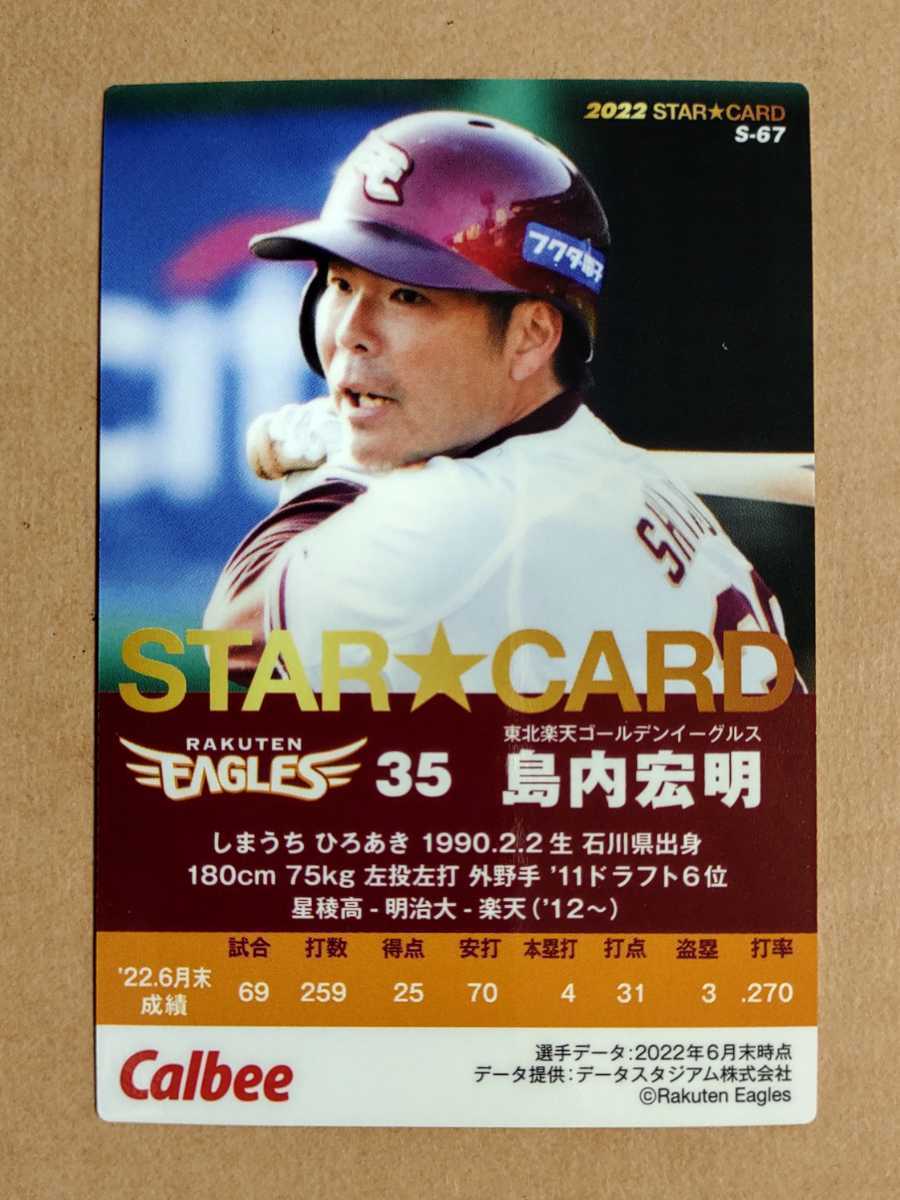 2022 STAR★CARD
S-67
STAR★CARD
RAKUTEN
EAGLES
35
東北楽天ゴールデンイーグルス
島内宏明
しまうち ひろあき 1990.2.2生 石川県出身
180cm 75kg 左投左打 外野手 '11ドラフト6位
星稜高-明治大-楽天('12〜)
試合 打数 得点 安打 本塁打 打点 盗塁 打率
'22.6月末
成績
69 259 25 70 4 31 3 .270
Calbee
選手データ:2022年6月末時点
データ提供:データスタジアム株式会社
©Rakuten Eagles